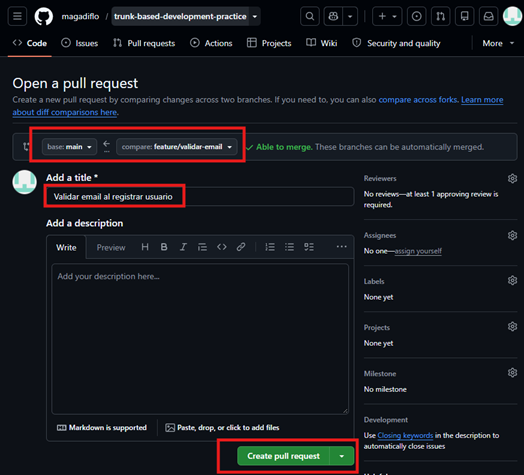 magadiflo / trunk-based-development-practice
Code Issues Pull requests Actions Projects Wiki Security and quality More
Open a pull request
Create a new pull request by comparing changes across two branches. If you need to, you can also compare across forks. Learn more
about diff comparisons here.
base: main compare: feature/validar-email Able to merge. These branches can be automatically merged.
Add a title *
Validar email al registrar usuario
Add a description
Write Preview H B I
Add your description here...
Markdown is supported Paste, drop, or click to add files
Create pull request
Reviewers
No reviews—at least 1 approving review is
required.
Assignees
No one—assign yourself
Labels
None yet
Projects
None yet
Milestone
No milestone
Development
Use Closing keywords in the description to
automatically close issues